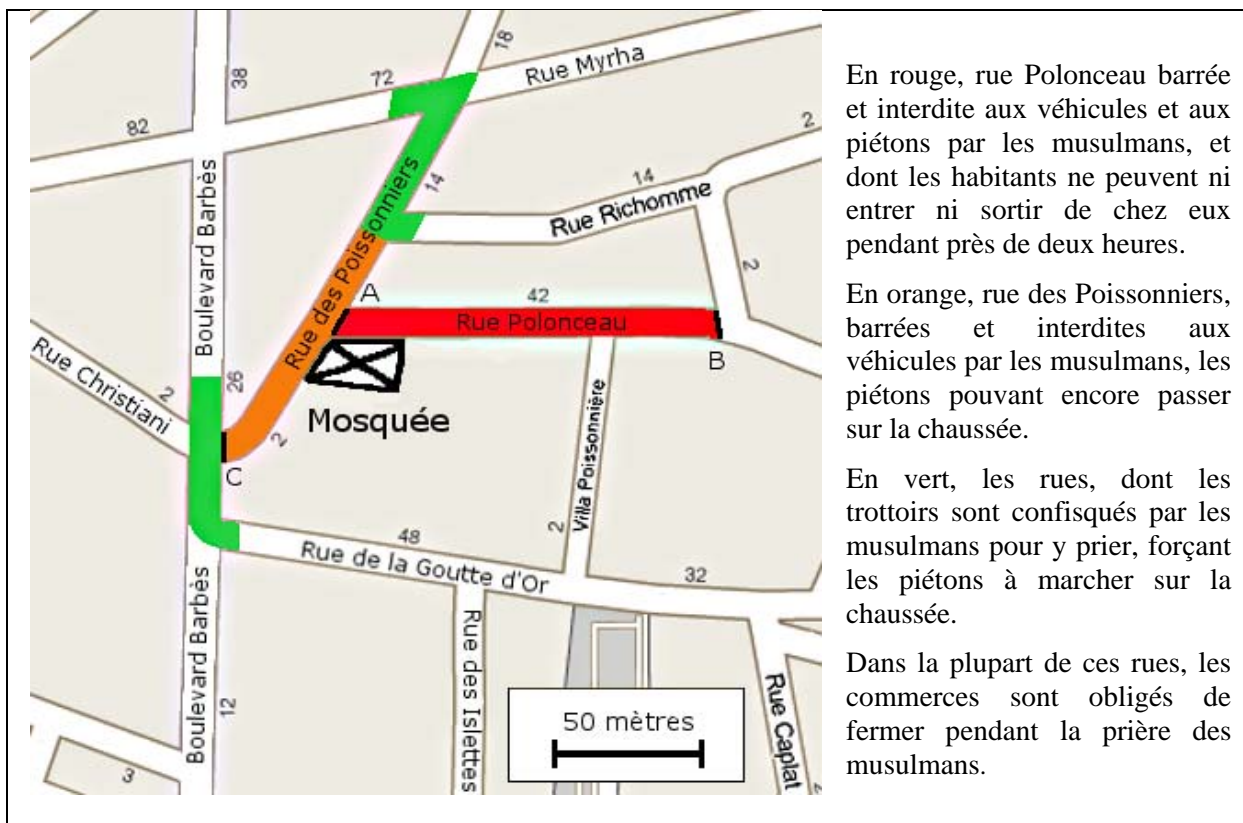 18
Rue Myrha
72
38
82
Boulevard Barbès
Rue des Poissonniers
14
2
14
Rue Richomme
2
A
42
Rue Polonceau
B
Rue Christiani
2
26
2
Mosquée
C
Villa Poissonnière
2
48
Rue de la Goutte d'Or
32
Boulevard Barbès
12
Rue des Islettes
50 mètres
Rue Caplat
2
3
En rouge, rue Polonceau barrée
et interdite aux véhicules et aux
piétons par les musulmans, et
dont les habitants ne peuvent ni
entrer ni sortir de chez eux
pendant près de deux heures.
En orange, rue des Poissonniers,
barrées et interdites aux
véhicules par les musulmans, les
piétons pouvant encore passer
sur la chaussée.
En vert, les rues, dont les
trottoirs sont confisqués par les
musulmans pour y prier, forçant
les piétons à marcher sur la
chaussée.
Dans la plupart de ces rues, les
commerces sont obligés de
fermer pendant la prière des
musulmans.